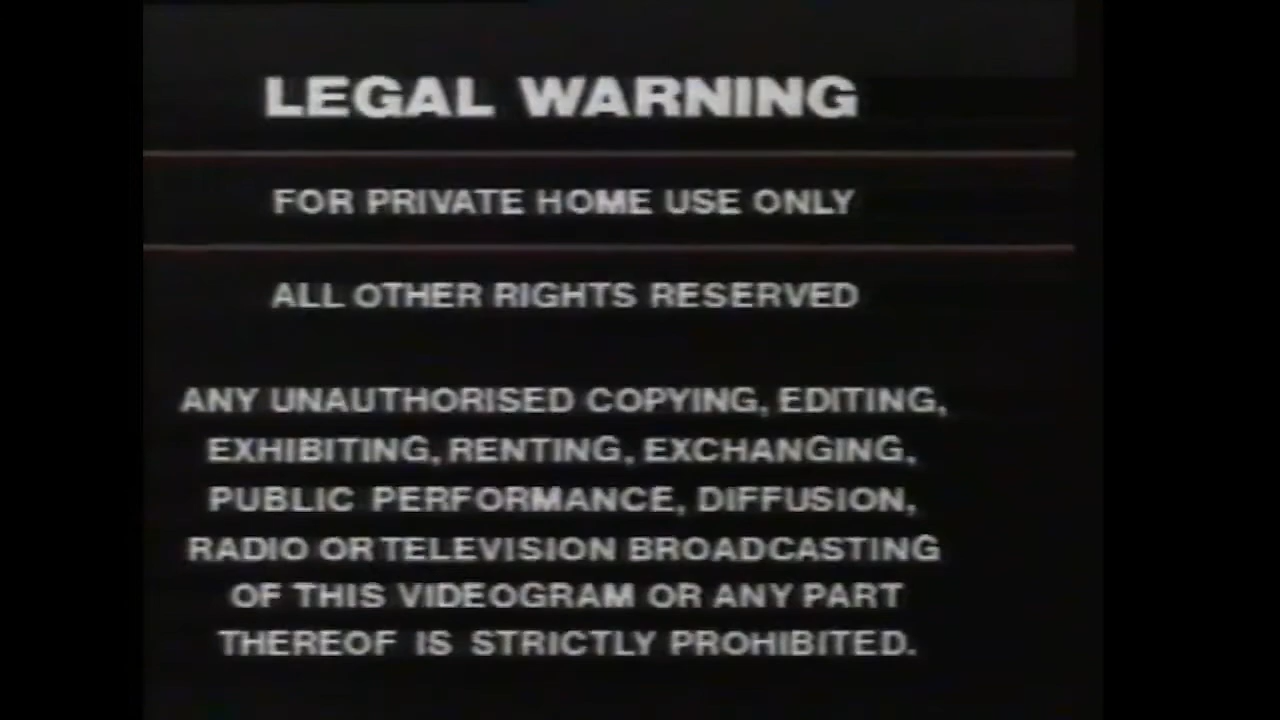 LEGAL WARNING
FOR PRIVATE HOME USE ONLY
ALL OTHER RIGHTS RESERVED
ANY UNAUTHORISED COPYING, EDITING,
EXHIBITING, RENTING, EXCHANGING,
PUBLIC PERFORMANCE, DIFFUSION,
RADIO OR TELEVISION BROADCASTING
OF THIS VIDEOGRAM OR ANY PART
THEREOF IS STRICTLY PROHIBITED.